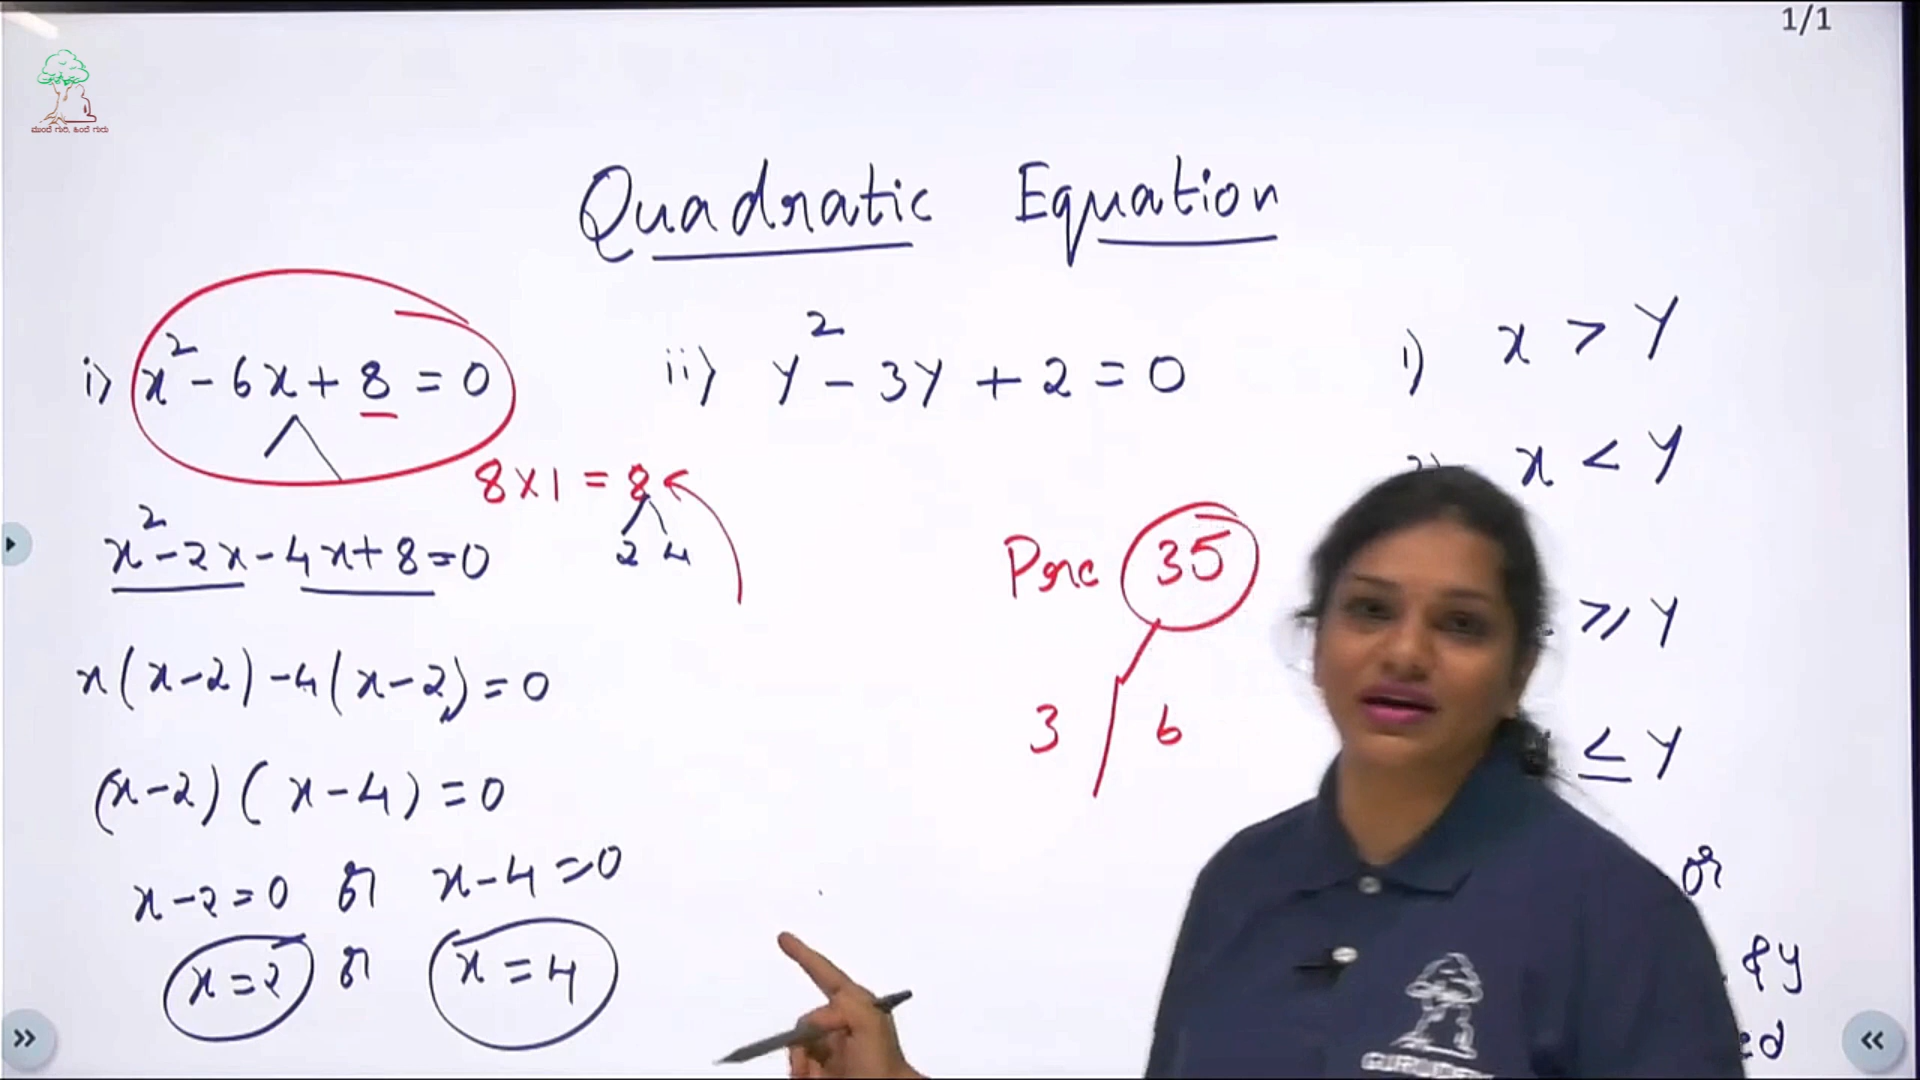 1/1
ಮುಂದೆ ಗುರಿ, ಹಿಂದೆ ಗುರು
Quadratic Equation
i) x² - 6x + 8 = 0
8 x 1 = 8
2 4
x² - 2x - 4x + 8 = 0
x(x-2) -4(x-2) = 0
(x-2)(x-4) = 0
x-2=0 or x-4=0
x=2 or x=4
ii) y² - 3y + 2 = 0
35
3 6
1) x > y
x < y
≥ y
≤ y
or
& y
ed